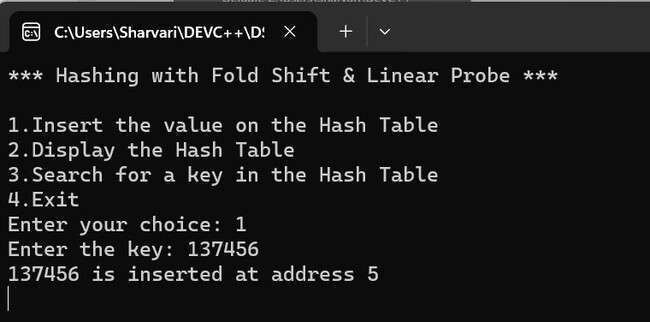 C:\Users\Sharvari\DEVC++\DS
*** Hashing with Fold Shift & Linear Probe ***
1.Insert the value on the Hash Table
2.Display the Hash Table
3.Search for a key in the Hash Table
4.Exit
Enter your choice: 1
Enter the key: 137456
137456 is inserted at address 5